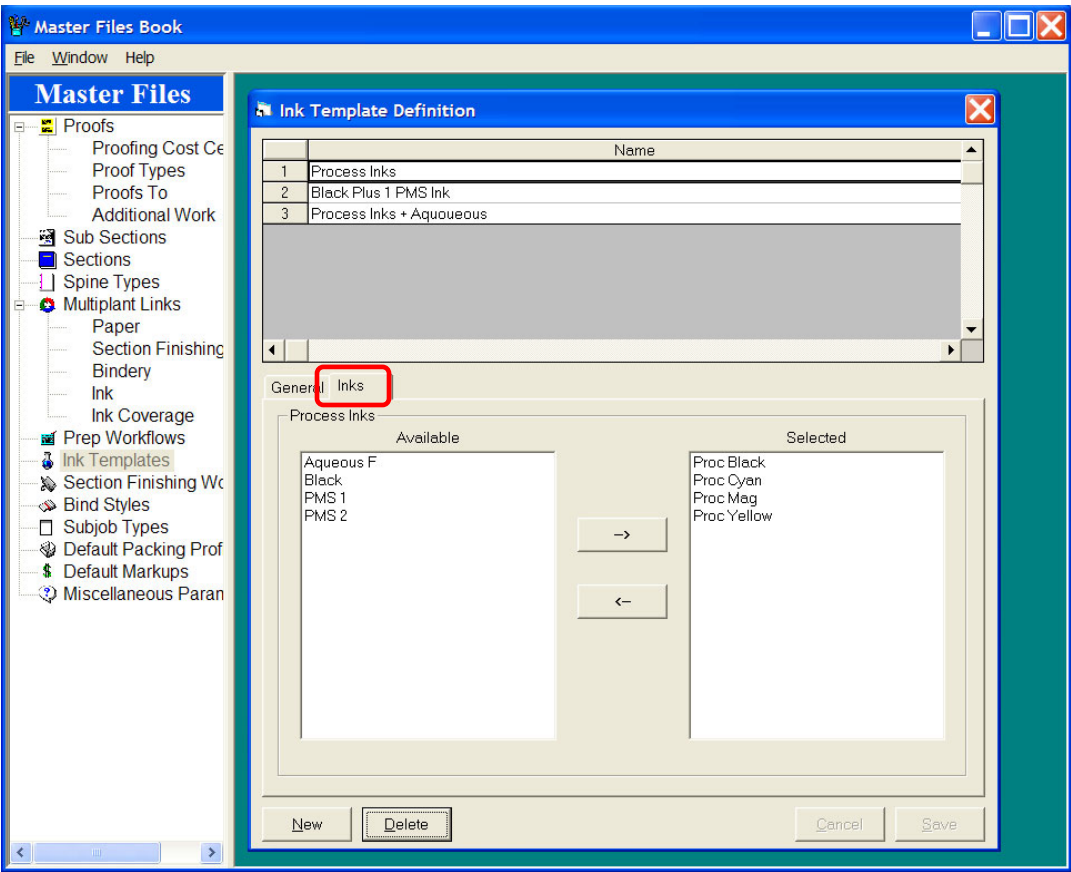 Master Files Book
File Window Help
Master Files
Proofs
Proofing Cost Ce
Proof Types
Proofs To
Additional Work
Sub Sections
Sections
Spine Types
Multiplant Links
Paper
Section Finishing
Bindery
Ink
Ink Coverage
Prep Workflows
Ink Templates
Section Finishing Wo
Bind Styles
Subjob Types
Default Packing Prof
Default Markups
Miscellaneous Paran
Ink Template Definition
Name
1 Process Inks
2 Black Plus 1 PMS Ink
3 Process Inks + Aquoueous
General Inks
Process Inks
Available Selected
Aqueous F
Black
PMS 1
PMS 2
-->
<--
Proc Black
Proc Cyan
Proc Mag
Proc Yellow
New Delete Cancel Save